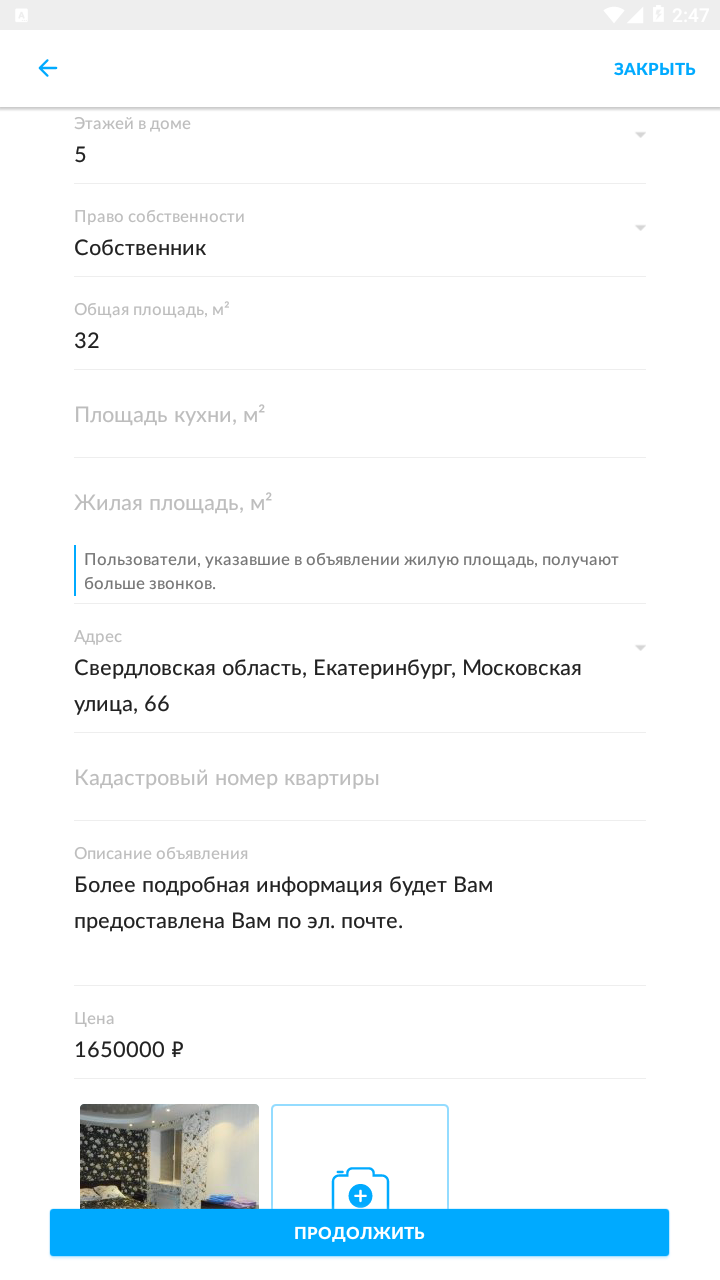 2:47
ЗАКРЫТЬ
Этажей в доме
5
Право собственности
Собственник
Общая площадь, м²
32
Площадь кухни, м²
Жилая площадь, м²
Пользователи, указавшие в объявлении жилую площадь, получают
больше звонков.
Адрес
Свердловская область, Екатеринбург, Московская
улица, 66
Кадастровый номер квартиры
Описание объявления
Более подробная информация будет Вам
предоставлена Вам по эл. почте.
Цена
1650000 ₽
ПРОДОЛЖИТЬ